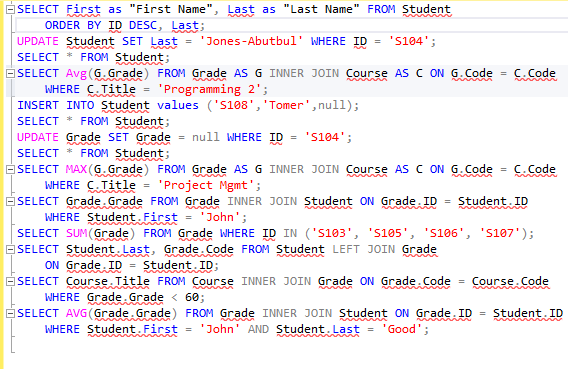 SELECT First as "First Name", Last as "Last Name" FROM Student
ORDER BY ID DESC, Last;
UPDATE Student SET Last = 'Jones-Abutbul' WHERE ID = 'S104';
SELECT * FROM Student;
SELECT Avg(G.Grade) FROM Grade AS G INNER JOIN Course AS C ON G.Code = C.Code
WHERE C.Title = 'Programming 2';
INSERT INTO Student values ('S108','Tomer',null);
SELECT * FROM Student;
UPDATE Grade SET Grade = null WHERE ID = 'S104';
SELECT * FROM Student;
SELECT MAX(G.Grade) FROM Grade AS G INNER JOIN Course AS C ON G.Code = C.Code
WHERE C.Title = 'Project Mgmt';
SELECT Grade.Grade FROM Grade INNER JOIN Student ON Grade.ID = Student.ID
WHERE Student.First = 'John';
SELECT SUM(Grade) FROM Grade WHERE ID IN ('S103', 'S105', 'S106', 'S107');
SELECT Student.Last, Grade.Code FROM Student LEFT JOIN Grade
ON Grade.ID = Student.ID;
SELECT Course.Title FROM Course INNER JOIN Grade ON Grade.Code = Course.Code
WHERE Grade.Grade < 60;
SELECT AVG(Grade.Grade) FROM Grade INNER JOIN Student ON Grade.ID = Student.ID
WHERE Student.First = 'John' AND Student.Last = 'Good';